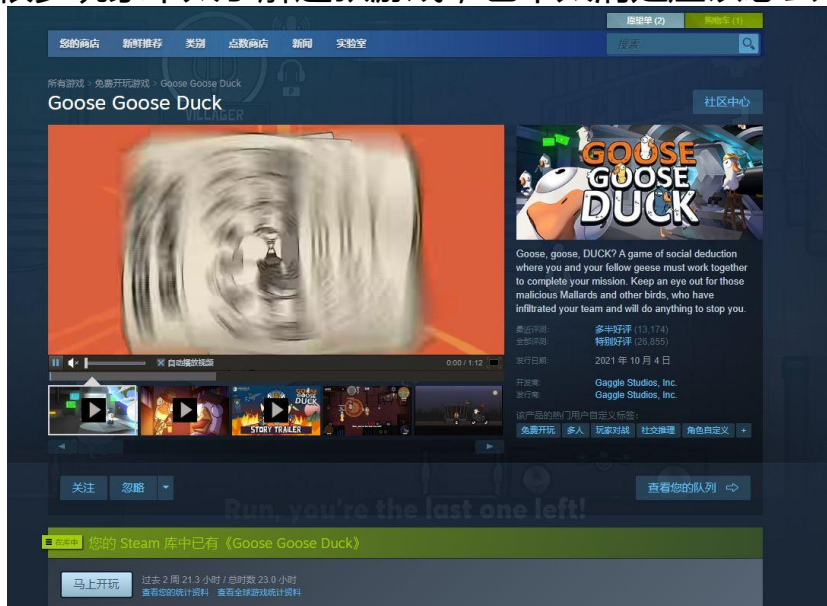 愿望单 (2)
购物车 (1)
您的商店 新鲜推荐 类别 点数商店 新闻 实验室
搜索
所有游戏 > 免费开玩游戏 > Goose Goose Duck
Goose Goose Duck
社区中心
VILLAGER
GOOSE
GOOSE
DUCK
Goose, goose, DUCK? A game of social deduction
where you and your fellow geese must work together
to complete your mission. Keep an eye out for those
malicious Mallards and other birds, who have
infiltrated your team and will do anything to stop you.
最近评测: 多半好评 (13,174)
全部评测: 特别好评 (26,855)
发行日期: 2021 年 10 月 4 日
开发商: Gaggle Studios, Inc.
发行商: Gaggle Studios, Inc.
该产品的热门用户自定义标签:
免费开玩 多人 玩家对战 社交推理 角色自定义 +
自动播放视频
0:00 / 1:12
GOOSE
GOOSE
DUCK
STORY TRAILER
关注 忽略
查看您的队列
Run, you're the last one left!
在库中
您的 Steam 库中已有《Goose Goose Duck》
马上开玩
过去 2 周 21.3 小时 / 总时数 23.0 小时
查看您的统计资料 查看全球游戏统计资料